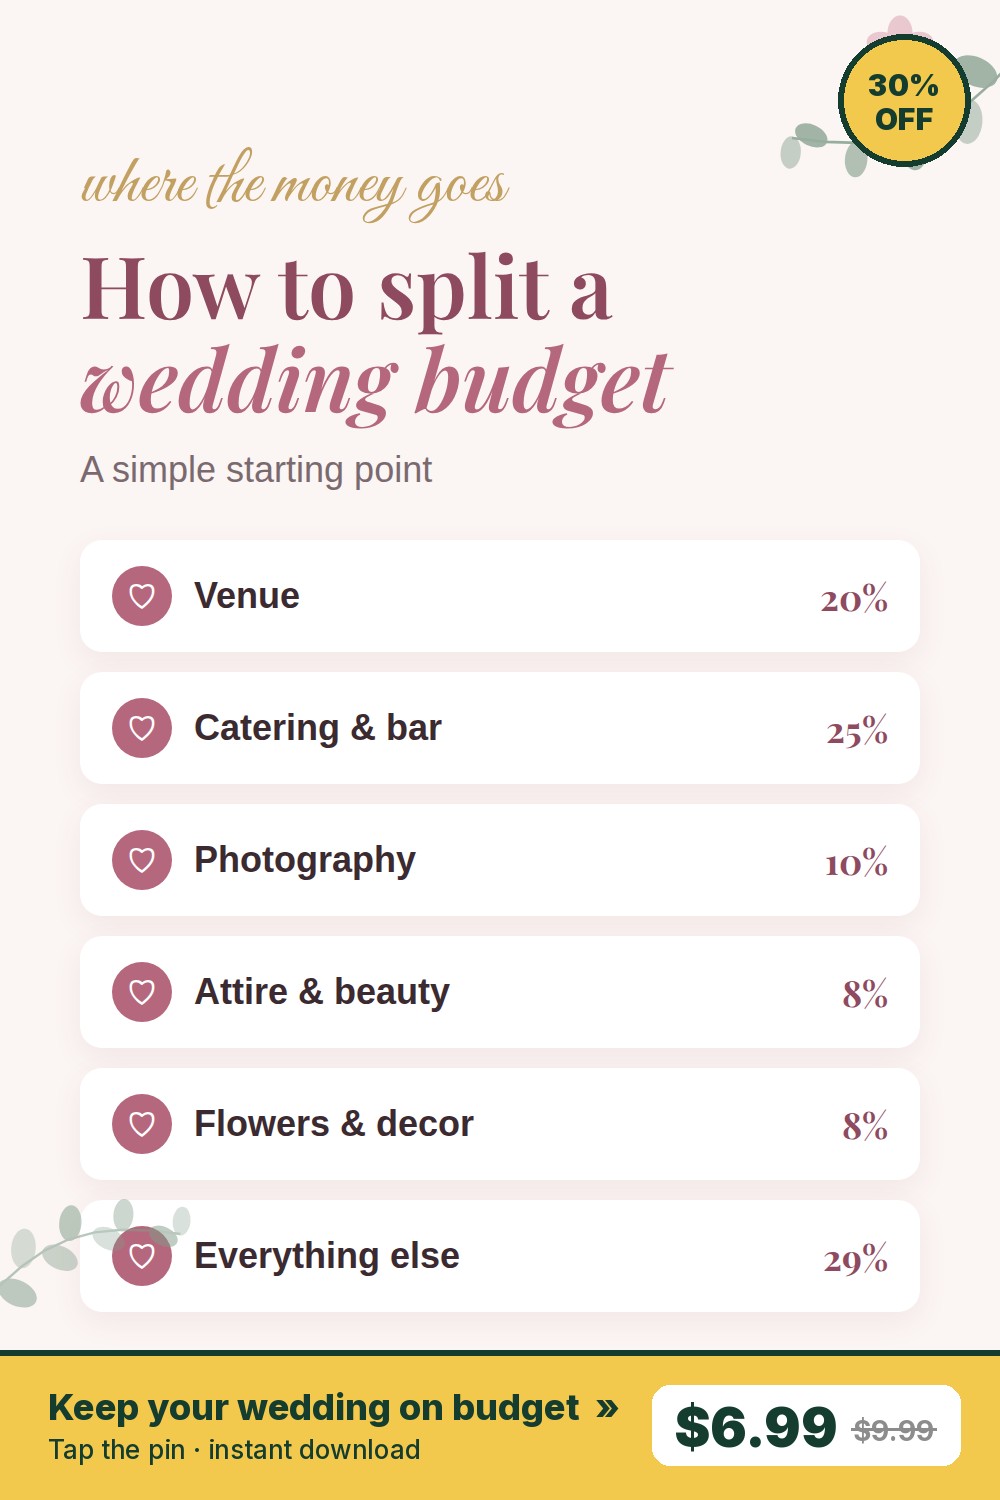 30%
OFF
where the money goes
How to split a
wedding budget
A simple starting point
Venue 20%
Catering & bar 25%
Photography 10%
Attire & beauty 8%
Flowers & decor 8%
Everything else 29%
Keep your wedding on budget »
Tap the pin · instant download
$6.99 $9.99